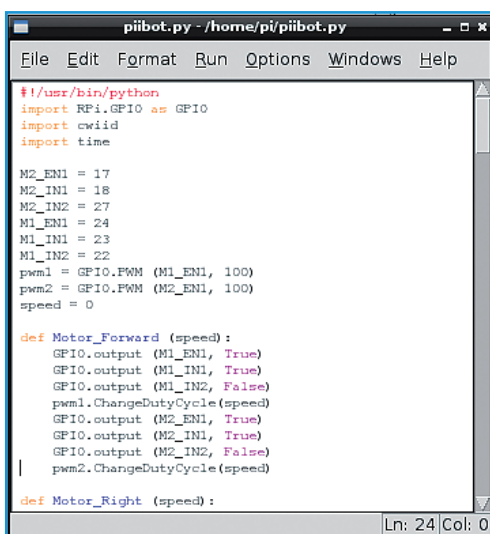 piibot.py - /home/pi/piibot.py
File Edit Format Run Options Windows Help
#!/usr/bin/python
import RPi.GPIO as GPIO
import cwiid
import time

M2_EN1 = 17
M2_IN1 = 18
M2_IN2 = 27
M1_EN1 = 24
M1_IN1 = 23
M1_IN2 = 22
pwm1 = GPIO.PWM (M1_EN1, 100)
pwm2 = GPIO.PWM (M2_EN1, 100)
speed = 0

def Motor_Forward (speed):
    GPIO.output (M1_EN1, True)
    GPIO.output (M1_IN1, True)
    GPIO.output (M1_IN2, False)
    pwm1.ChangeDutyCycle(speed)
    GPIO.output (M2_EN1, True)
    GPIO.output (M2_IN1, True)
    GPIO.output (M2_IN2, False)
    pwm2.ChangeDutyCycle(speed)

def Motor_Right (speed):
Ln: 24 Col: 0